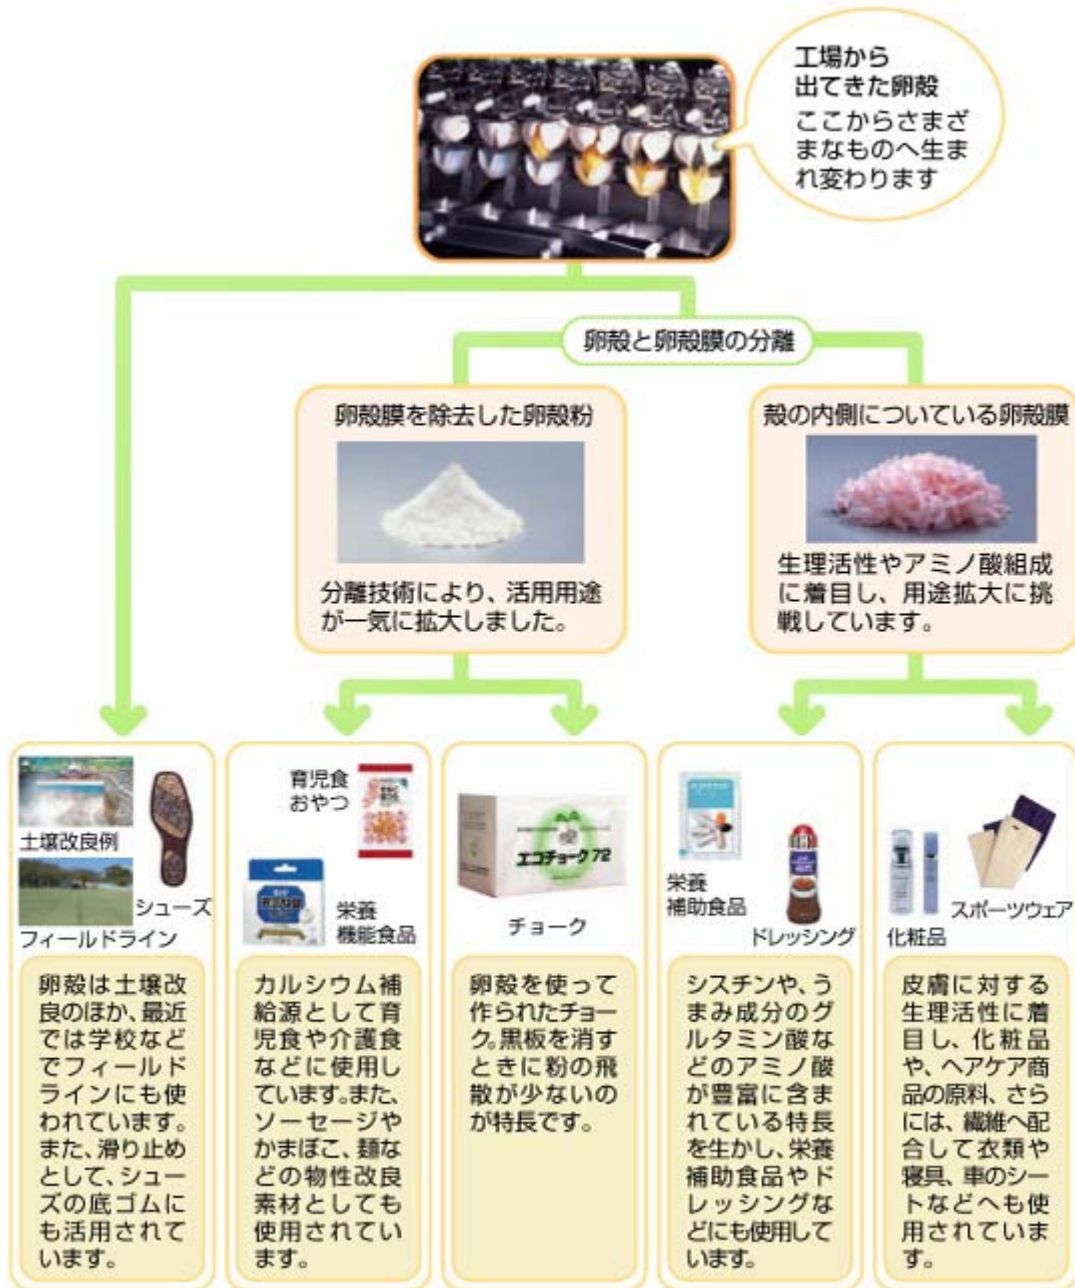 工場から
出てきた卵殻
ここからさまざ
まなものへ生ま
れ変わります
卵殻と卵殻膜の分離
卵殻膜を除去した卵殻粉
分離技術により、活用用途
が一気に拡大しました。
殻の内側についている卵殻膜
生理活性やアミノ酸組成
に着目し、用途拡大に挑
戦しています。
土壌改良例
シューズ
フィールドライン
卵殻は土壌改
良のほか、最近
では学校など
でフィールド
ラインにも使
われています。
また、滑り止め
として、シュー
ズの底ゴムに
も活用されて
います。
育児食
おやつ
栄養
機能食品
カルシウム補
給源として育
児食や介護食
などに使用し
ています。また、
ソーセージや
かまぼこ、麺な
どの物性改良
素材としても
使用されてい
ます。
エコチョーク72
チョーク
卵殻を使って
作られたチョー
ク。黒板を消す
ときに粉の飛
散が少ないの
が特長です。
栄養
補助食品
ドレッシング
シスチンや、う
まみ成分のグ
ルタミン酸な
どのアミノ酸
が豊富に含ま
れている特長
を生かし、栄養
補助食品やド
レッシングな
どにも使用して
います。
スポーツウェア
化粧品
皮膚に対する
生理活性に着
目し、化粧品
や、ヘアケア商
品の原料、さら
には、繊維へ配
合して衣類や
寝具、車のシー
トなどへも使
用されていま
す。